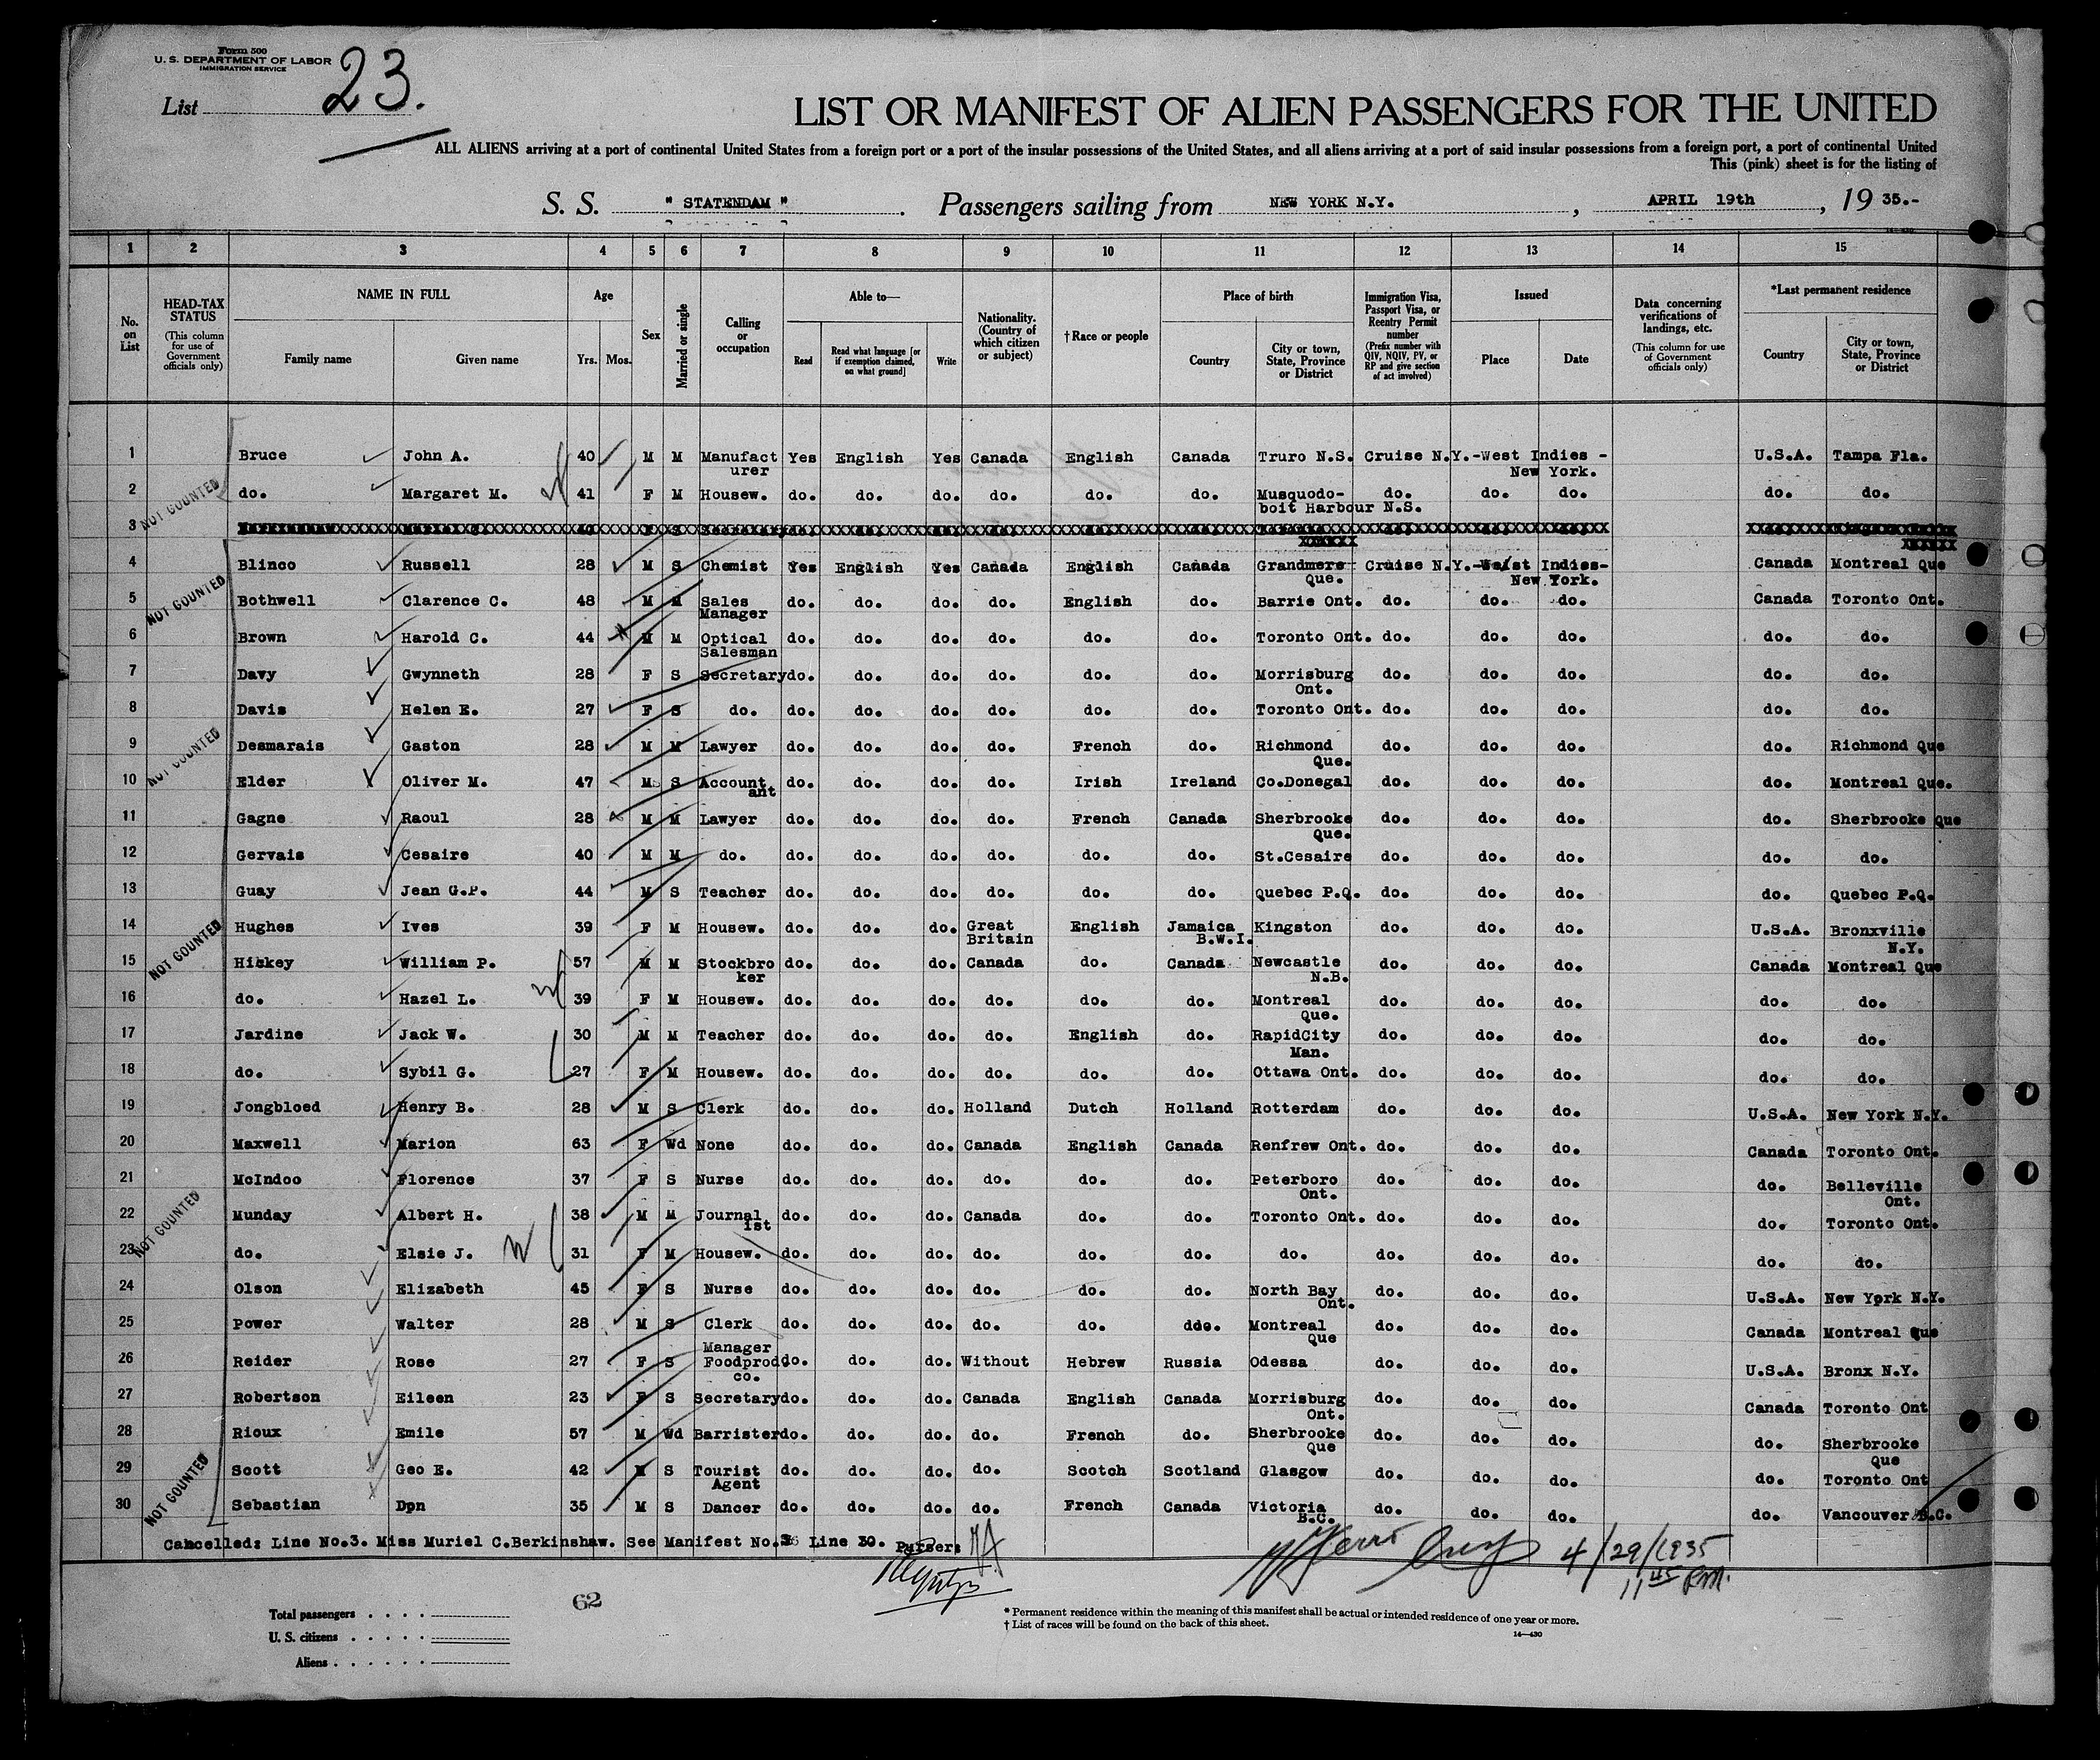 Form 500
U. S. DEPARTMENT OF LABOR
IMMIGRATION SERVICE
List 23.
LIST OR MANIFEST OF ALIEN PASSENGERS FOR THE UNITED
ALL ALIENS arriving at a port of continental United States from a foreign port or a port of the insular possessions of the United States, and all aliens arriving at a port of said insular possessions from a foreign port, a port of continental United
This (pink) sheet is for the listing of
S. S. " STATENDAM ". Passengers sailing from NEW YORK N.Y. , APRIL 19th , 19 35.-
14-430
1 2 3 4 5 6 7 8 9 10 11 12 13 14 15
No. on List
HEAD-TAX STATUS (This column for use of Government officials only)
NAME IN FULL Family name Given name
Age Yrs. Mos.
Sex
Married or single
Calling or occupation
Able to— Read Read what language [or if exemption claimed, on what ground] Write
Nationality. (Country of which citizen or subject)
†Race or people
Place of birth Country City or town, State, Province or District
Immigration Visa, Passport Visa, or Reentry Permit number (Prefix number with QIV, NQIV, PV, or RP and give section of act involved)
Issued Place Date
Data concerning verifications of landings, etc. (This column for use of Government officials only)
*Last permanent residence Country City or town, State, Province or District
1 Bruce John A. 40 M M Manufact Yes English Yes Canada English Canada Truro N.S. Cruise N.Y.-West Indies - U.S.A. Tampa Fla.
urer New York.
2 do. Margaret M. 41 F M Housew. do. do. do. do. do. do. Musquodo- do. do. do. do. do.
boit Harbour N.S.
NOT COUNTED
3
4 Blinco Russell 28 M S Chemist Yes English Yes Canada English Canada Grandmere Cruise N.Y.-West Indies- Canada Montreal Que
Que. New York.
NOT COUNTED
5 Bothwell Clarence C. 48 M M Sales do. do. do. do. English do. Barrie Ont. do. do. do. Canada Toronto Ont.
Manager
6 Brown Harold C. 44 M M Optical do. do. do. do. do. do. Toronto Ont. do. do. do. do. do.
Salesman
7 Davy Gwynneth 28 F S Secretary do. do. do. do. do. do. Morrisburg do. do. do. do. do.
Ont.
8 Davis Helen E. 27 F S do. do. do. do. do. do. do. Toronto Ont. do. do. do. do. do.
9 Desmarais Gaston 28 M M Lawyer do. do. do. do. French do. Richmond do. do. do. do. Richmond Que
Que.
NOT COUNTED
10 Elder Oliver M. 47 M S Account do. do. do. do. Irish Ireland Co.Donegal do. do. do. do. Montreal Que.
ant
11 Gagne Raoul 28 M M Lawyer do. do. do. do. French Canada Sherbrooke do. do. do. do. Sherbrooke Que
Que.
12 Gervais Cesaire 40 M M do. do. do. do. do. do. do. St.Cesaire do. do. do. do. do.
13 Guay Jean G.P. 44 M S Teacher do. do. do. do. do. do. Quebec P.Q. do. do. do. do. Quebec P.Q.
14 Hughes Ives 39 F M Housew. do. do. do. Great English Jamaica Kingston do. do. do. U.S.A. Bronxville
Britain B.W.I. N.Y.
NOT COUNTED
15 Hickey William P. 57 M M Stockbro do. do. do. Canada do. Canada Newcastle do. do. do. Canada Montreal Que
ker N.B.
16 do. Hazel L. 39 F M Housew. do. do. do. do. do. do. Montreal do. do. do. do. do.
Que.
17 Jardine Jack W. 30 M M Teacher do. do. do. do. English do. RapidCity do. do. do. do. do.
Man.
18 do. Sybil G. 27 F M Housew. do. do. do. do. do. do. Ottawa Ont. do. do. do. do. do.
19 Jongbloed Henry B. 28 M S Clerk do. do. do. Holland Dutch Holland Rotterdam do. do. do. U.S.A. New York N.Y.
20 Maxwell Marion 63 F Wd None do. do. do. Canada English Canada Renfrew Ont. do. do. do. Canada Toronto Ont.
21 McIndoo Florence 37 F S Nurse do. do. do. do. do. do. Peterboro do. do. do. do. Belleville
Ont. Ont.
22 Munday Albert H. 38 M M Journal do. do. do. Canada do. do. Toronto Ont. do. do. do. do. Toronto Ont.
ist
NOT COUNTED
23 do. Elsie J. 31 F M Housew. do. do. do. do. do. do. do. do. do. do. do. do.
24 Olson Elizabeth 45 F S Nurse do. do. do. do. do. do. North Bay do. do. do. U.S.A. New York N.Y.
Ont.
25 Power Walter 28 M S Clerk do. do. do. do. do. ddo. Montreal do. do. do. Canada Montreal Que
Que
Manager
26 Reider Rose 27 F S Foodprod do. do. do. Without Hebrew Russia Odessa do. do. do. U.S.A. Bronx N.Y.
co.
27 Robertson Eileen 23 F S Secretary do. do. do. Canada English Canada Morrisburg do. do. do. Canada Toronto Ont
Ont.
28 Rioux Emile 57 M Wd Barrister do. do. do. do. French do. Sherbrooke do. do. do. do. Sherbrooke
Que Que
29 Scott Geo E. 42 M S Tourist do. do. do. do. Scotch Scotland Glasgow do. do. do. do. Toronto Ont
Agent
NOT COUNTED
30 Sebastian Dpn 35 M S Dancer do. do. do. do. French Canada Victoria do. do. do. do. Vancouver B.C.
B.C.
Cancelled: Line No.3. Miss Muriel C.Berkinshaw. See Manifest No. Line 30. Purser:
4/29/1935
11 45 P.M.
62
Total passengers
U. S. citizens
Aliens
* Permanent residence within the meaning of this manifest shall be actual or intended residence of one year or more.
† List of races will be found on the back of this sheet.
14—430